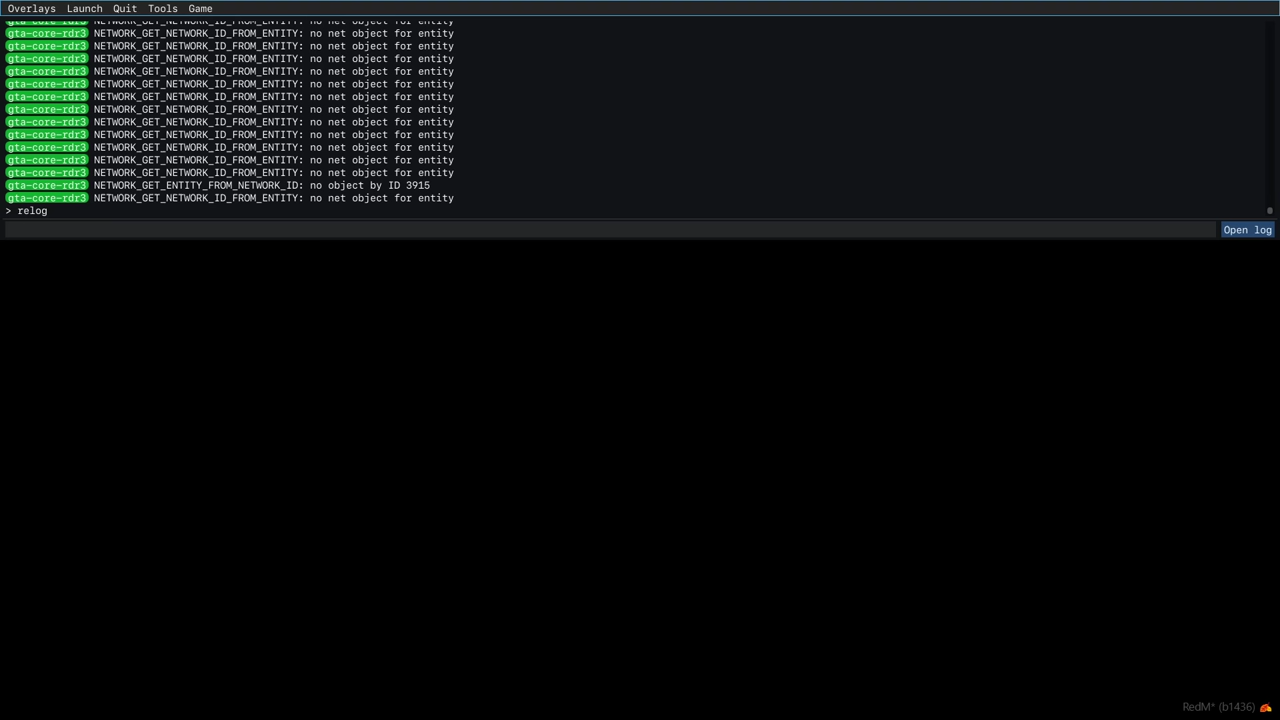 Overlays Launch Quit Tools Game
gta-core-rdr3 NETWORK_GET_NETWORK_ID_FROM_ENTITY: no net object for entity
gta-core-rdr3 NETWORK_GET_NETWORK_ID_FROM_ENTITY: no net object for entity
gta-core-rdr3 NETWORK_GET_NETWORK_ID_FROM_ENTITY: no net object for entity
gta-core-rdr3 NETWORK_GET_NETWORK_ID_FROM_ENTITY: no net object for entity
gta-core-rdr3 NETWORK_GET_NETWORK_ID_FROM_ENTITY: no net object for entity
gta-core-rdr3 NETWORK_GET_NETWORK_ID_FROM_ENTITY: no net object for entity
gta-core-rdr3 NETWORK_GET_NETWORK_ID_FROM_ENTITY: no net object for entity
gta-core-rdr3 NETWORK_GET_NETWORK_ID_FROM_ENTITY: no net object for entity
gta-core-rdr3 NETWORK_GET_NETWORK_ID_FROM_ENTITY: no net object for entity
gta-core-rdr3 NETWORK_GET_NETWORK_ID_FROM_ENTITY: no net object for entity
gta-core-rdr3 NETWORK_GET_NETWORK_ID_FROM_ENTITY: no net object for entity
gta-core-rdr3 NETWORK_GET_NETWORK_ID_FROM_ENTITY: no net object for entity
gta-core-rdr3 NETWORK_GET_NETWORK_ID_FROM_ENTITY: no net object for entity
gta-core-rdr3 NETWORK_GET_ENTITY_FROM_NETWORK_ID: no object by ID 3915
gta-core-rdr3 NETWORK_GET_NETWORK_ID_FROM_ENTITY: no net object for entity
> relog
Open log
RedM* (b1436)